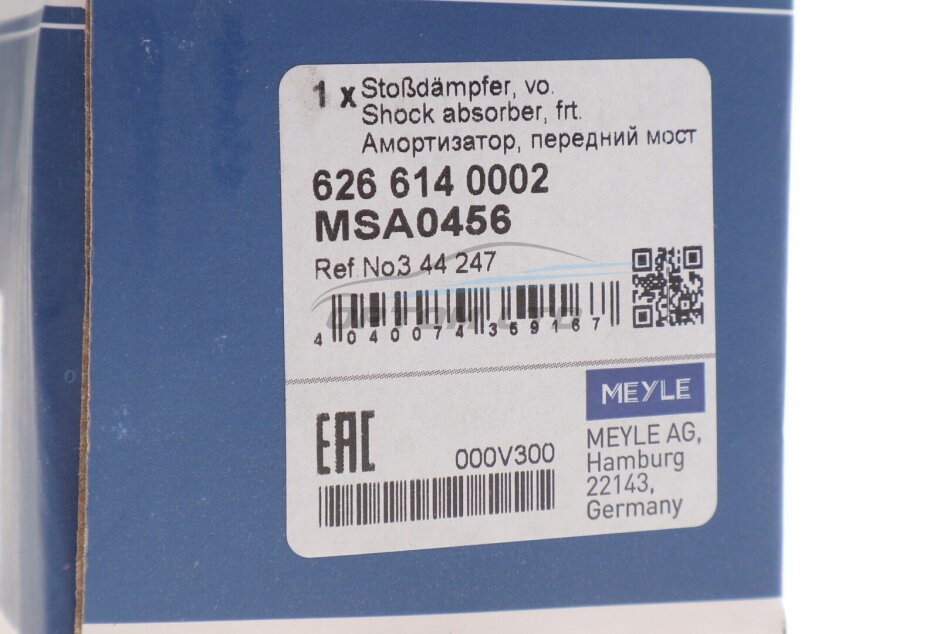 1 x Stoßdämpfer, vo.
Shock absorber, frt.
Амортизатор, передний мост
626 614 0002
MSA0456
Ref No3 44 247
4 040074 359167
MEYLE
EAC
000V300
MEYLE AG,
Hamburg
22143,
Germany